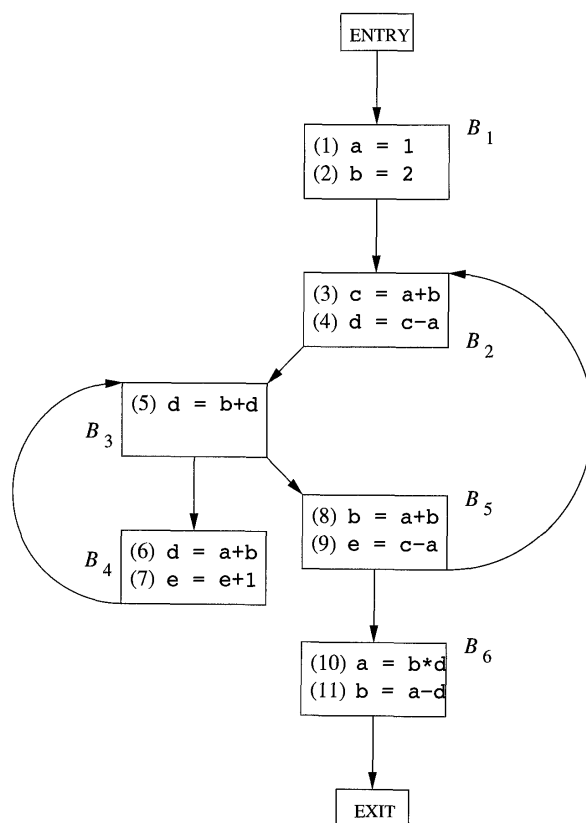 ENTRY
B1
(1) a = 1
(2) b = 2
(3) c = a+b
(4) d = c-a
B2
(5) d = b+d
B3
(8) b = a+b
(9) e = c-a
B5
(6) d = a+b
(7) e = e+1
B4
B6
(10) a = b*d
(11) b = a-d
EXIT